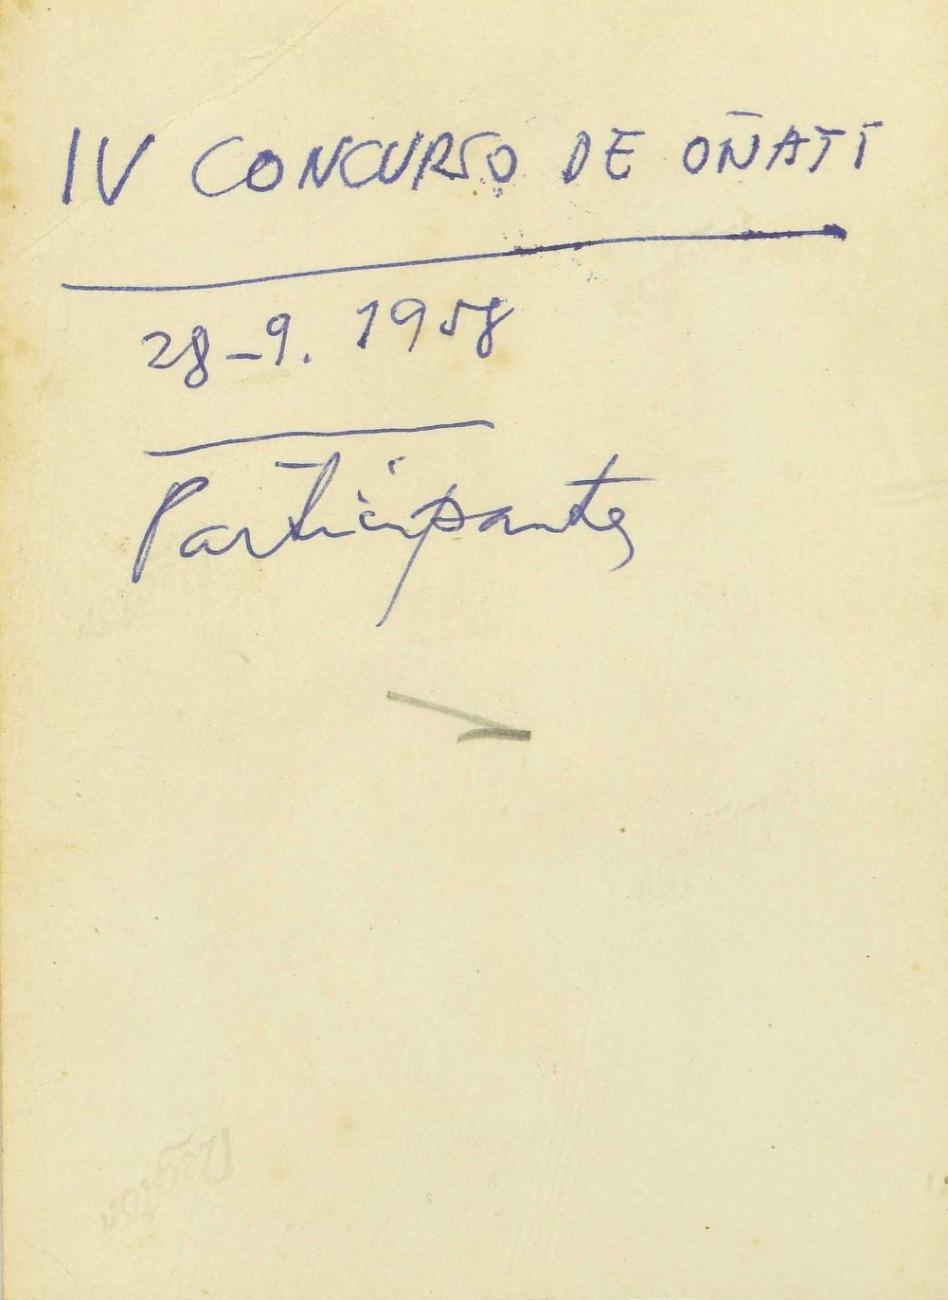 IV CONCURSO DE OÑATI
28-9. 1958
Participantes